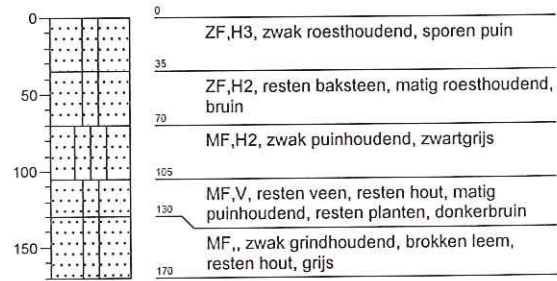 0
0
ZF,H3, zwak roesthoudend, sporen puin
35
ZF,H2, resten baksteen, matig roesthoudend,
bruin
50
70
MF,H2, zwak puinhoudend, zwartgrijs
100
105
MF,V, resten veen, resten hout, matig
puinhoudend, resten planten, donkerbruin
130
MF,, zwak grindhoudend, brokken leem,
resten hout, grijs
150
170